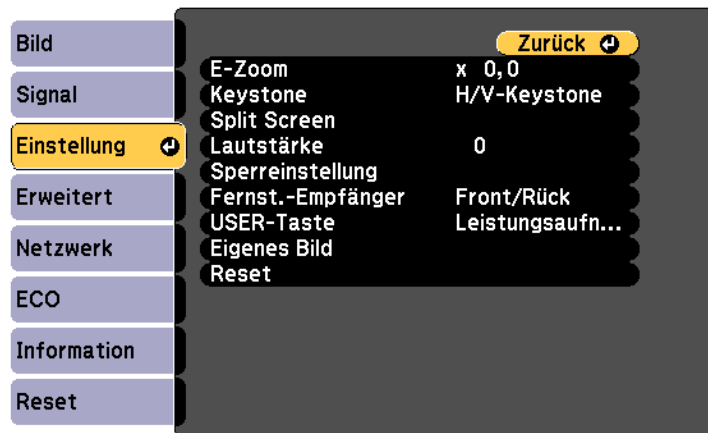 Bild
Signal
Einstellung
Erweitert
Netzwerk
ECO
Information
Reset
Zurück
E-Zoom x 0,0
Keystone H/V-Keystone
Split Screen
Lautstärke 0
Sperreinstellung
Fernst.-Empfänger Front/Rück
USER-Taste Leistungsaufn...
Eigenes Bild
Reset